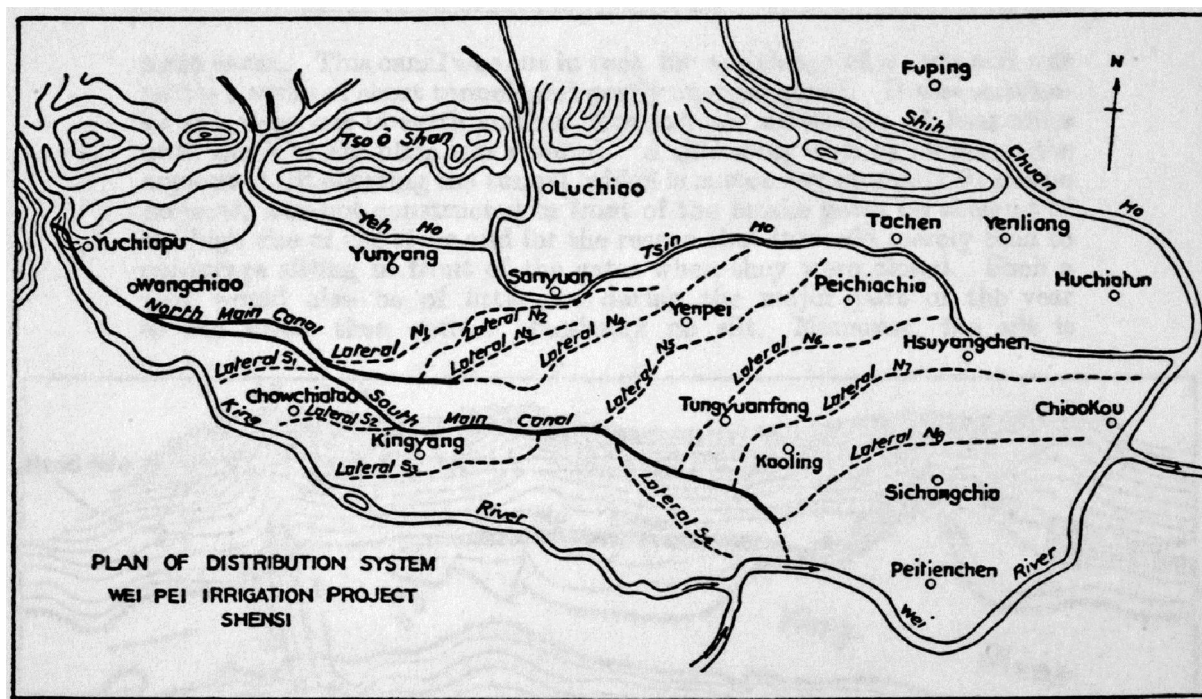 Fuping
N
Shih Chuan Ho
Tsoō Shan
Luchiao
Yeh Ho
Yuchiapu
Yunyang
Tsin Ho
Tachen
Yenliang
Wangchiao
Sanyuan
Peichiachia
Huchiatun
North Main Canal
Yenpei
Lateral N1
Lateral N2
Lateral N3
Lateral N4
Lateral N5
Lateral N6
Lateral N7
Hsuyangchen
Lateral S1
Chowchiatao
Lateral S2
South Main Canal
Tungyuanfang
Chiaokou
King River
Kingyang
Lateral S3
Kaoling
Lateral N8
Sichangchia
Lateral S4
PLAN OF DISTRIBUTION SYSTEM
WEI PEI IRRIGATION PROJECT
SHENSI
Peitienchen
Wei River